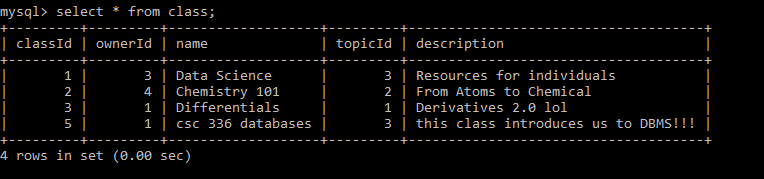 mysql> select * from class;
+---------+---------+-------------------+---------+-------------------------------------+
| classId | ownerId | name              | topicId | description                         |
+---------+---------+-------------------+---------+-------------------------------------+
|       1 |       3 | Data Science      |       3 | Resources for individuals           |
|       2 |       4 | Chemistry 101     |       2 | From Atoms to Chemical              |
|       3 |       1 | Differentials     |       1 | Derivatives 2.0 lol                 |
|       5 |       1 | csc 336 databases |       3 | this class introduces us to DBMS!!! |
+---------+---------+-------------------+---------+-------------------------------------+
4 rows in set (0.00 sec)